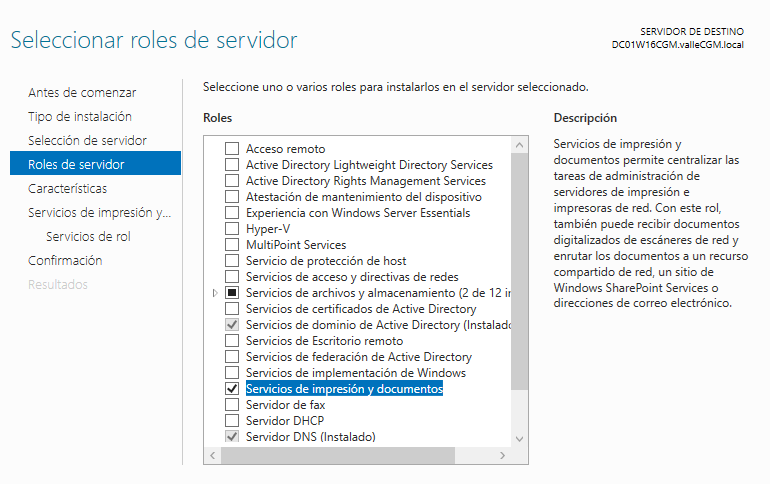 Seleccionar roles de servidor
SERVIDOR DE DESTINO
DC01W16CGM.valleCGM.local
Antes de comenzar
Tipo de instalación
Selección de servidor
Roles de servidor
Características
Servicios de impresión y...
Servicios de rol
Confirmación
Resultados
Seleccione uno o varios roles para instalarlos en el servidor seleccionado.
Roles
Acceso remoto
Active Directory Lightweight Directory Services
Active Directory Rights Management Services
Atestación de mantenimiento del dispositivo
Experiencia con Windows Server Essentials
Hyper-V
MultiPoint Services
Servicio de protección de host
Servicios de acceso y directivas de redes
Servicios de archivos y almacenamiento (2 de 12 in
Servicios de certificados de Active Directory
Servicios de dominio de Active Directory (Instalado
Servicios de Escritorio remoto
Servicios de federación de Active Directory
Servicios de implementación de Windows
Servicios de impresión y documentos
Servidor de fax
Servidor DHCP
Servidor DNS (Instalado)
Descripción
Servicios de impresión y
documentos permite centralizar las
tareas de administración de
servidores de impresión e
impresoras de red. Con este rol,
también puede recibir documentos
digitalizados de escáneres de red y
enrutar los documentos a un recurso
compartido de red, un sitio de
Windows SharePoint Services o
direcciones de correo electrónico.